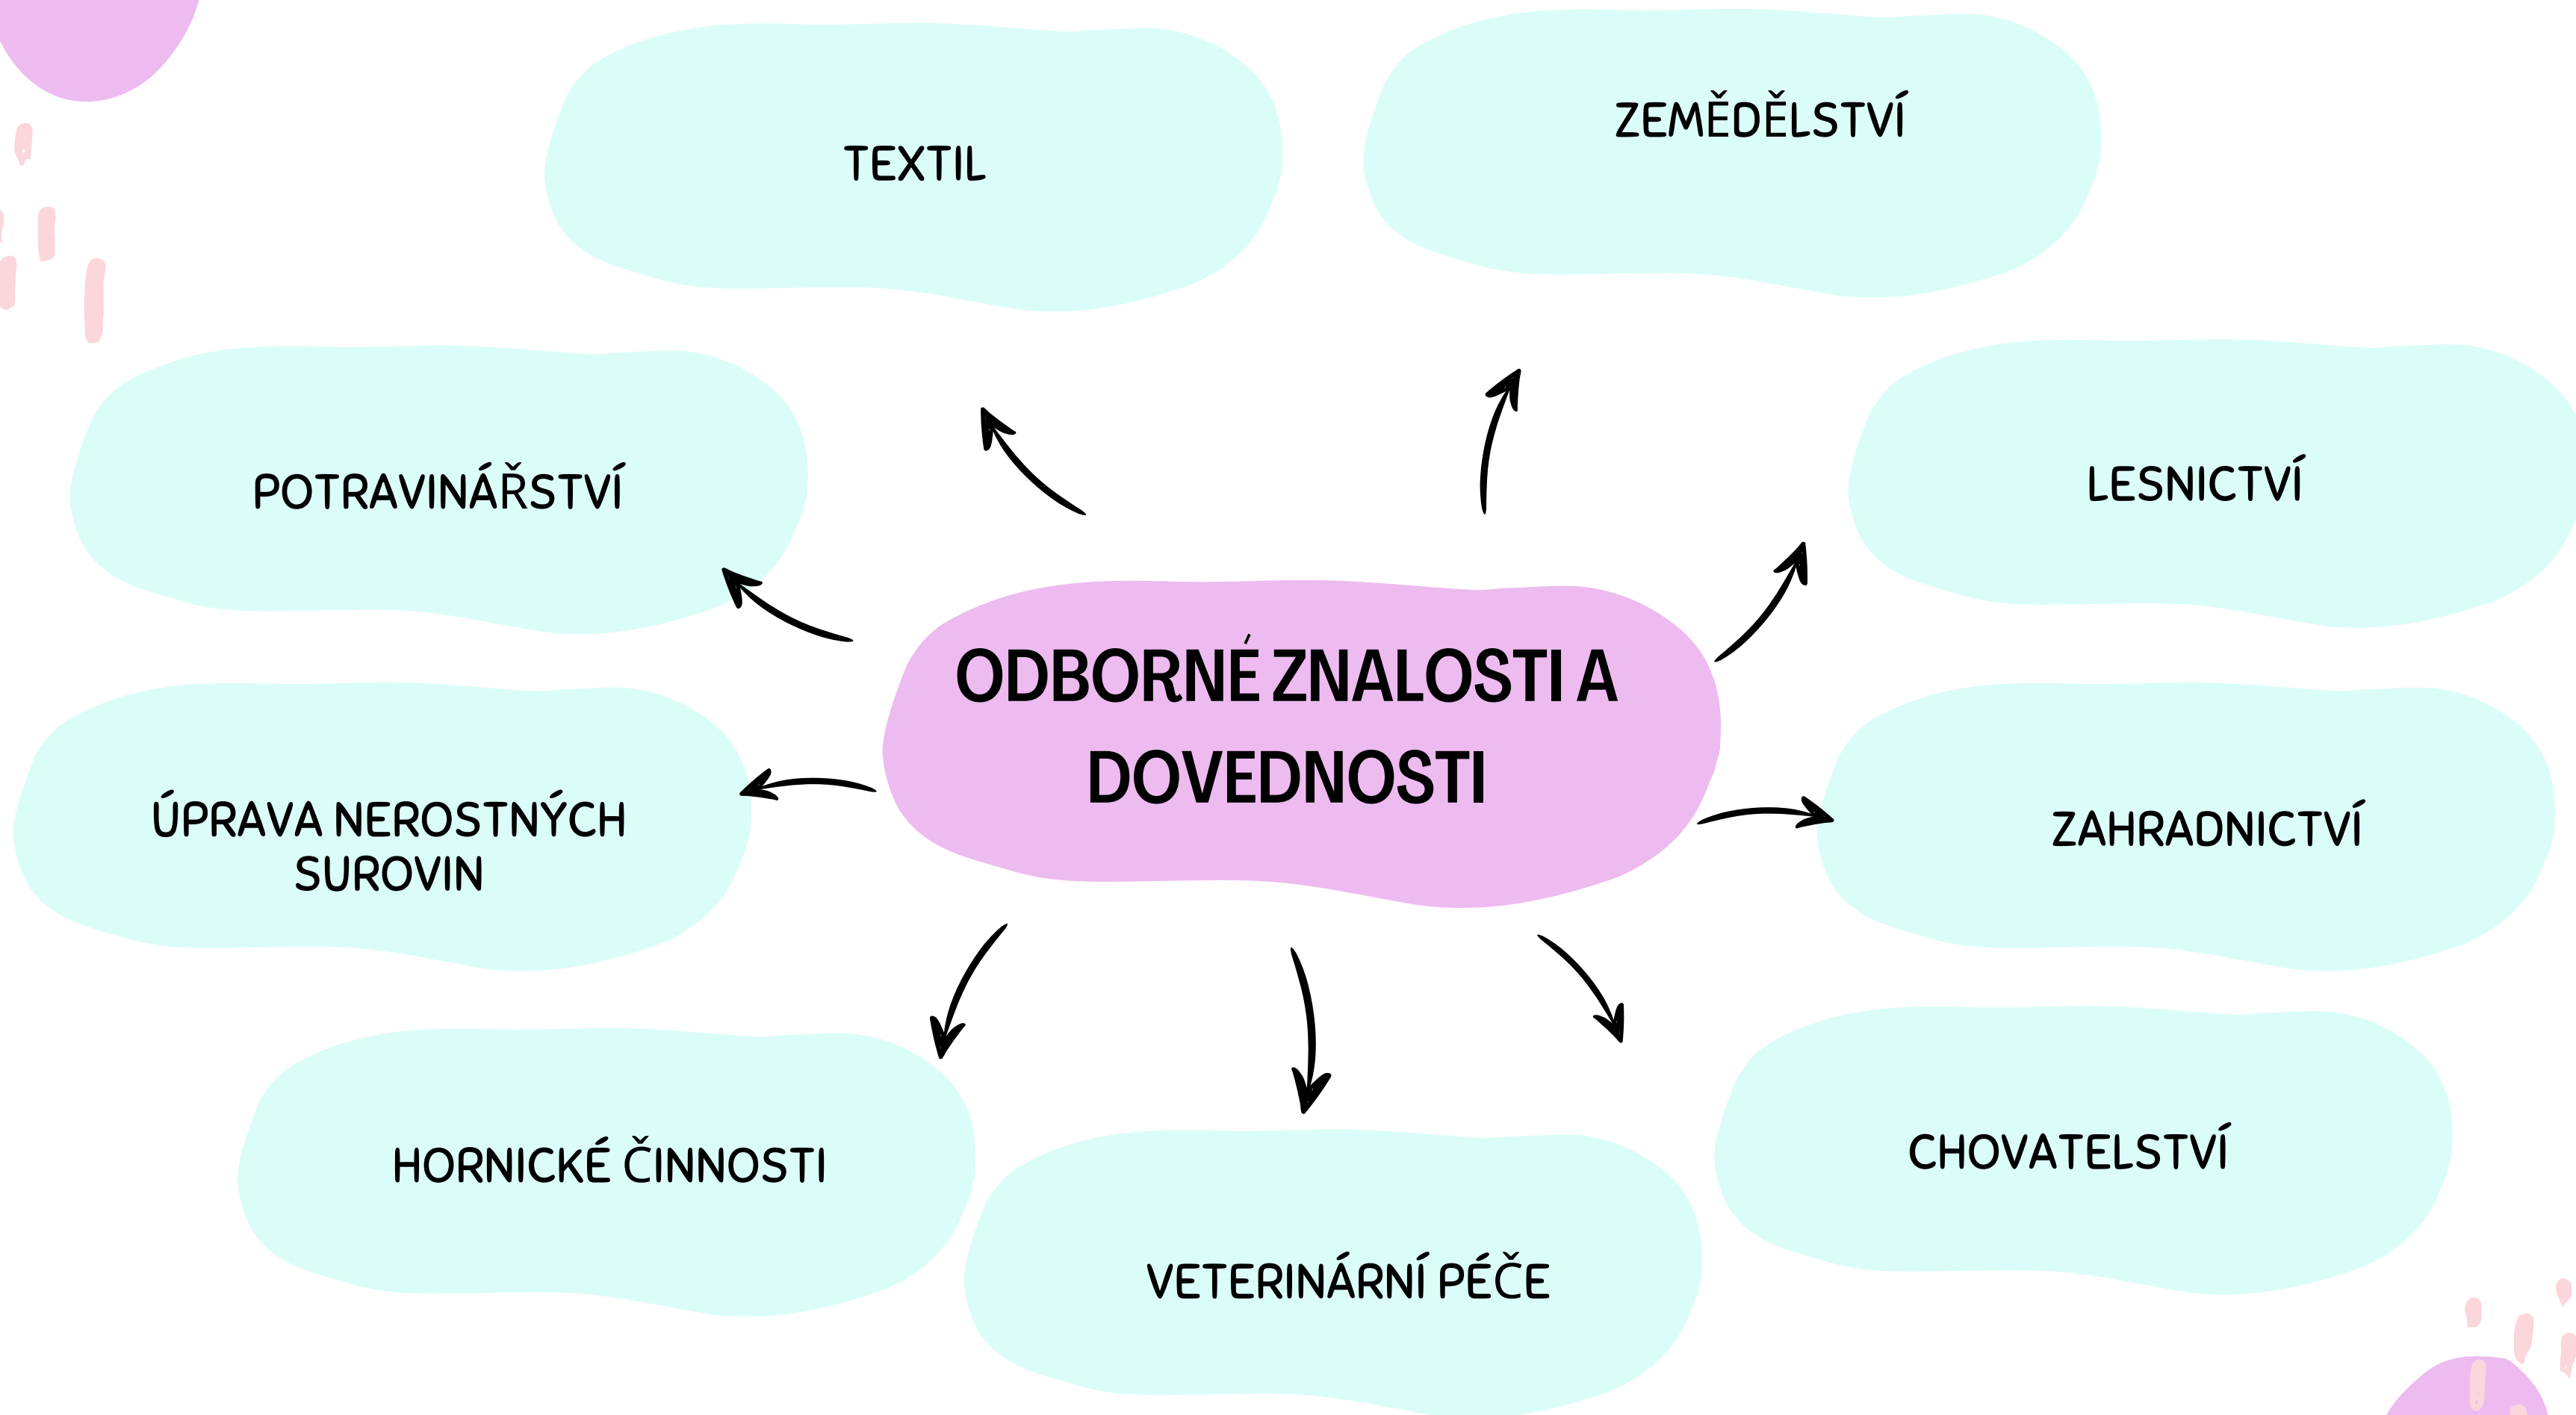 TEXTIL
ZEMĚDĚLSTVÍ
POTRAVINÁŘSTVÍ
LESNICTVÍ
ODBORNÉ ZNALOSTI A
DOVEDNOSTI
ÚPRAVA NEROSTNÝCH
SUROVIN
ZAHRADNICTVÍ
HORNICKÉ ČINNOSTI
CHOVATELSTVÍ
VETERINÁRNÍ PÉČE